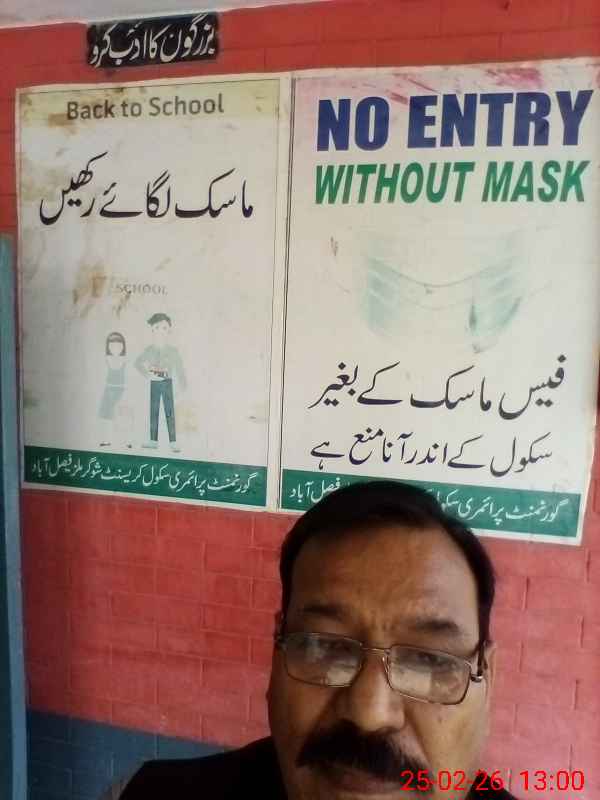 بزرگوں کا ادب کرو
Back to School
ماسک لگائے رکھیں
SCHOOL
گورنمنٹ پرائمری سکول کریسنٹ شوگر ملز فیصل آباد
NO ENTRY
WITHOUT MASK
فیس ماسک کے بغیر
سکول کے اندر آنا منع ہے
گورنمنٹ پرائمری سکول فیصل آباد
25-02-26 13:00